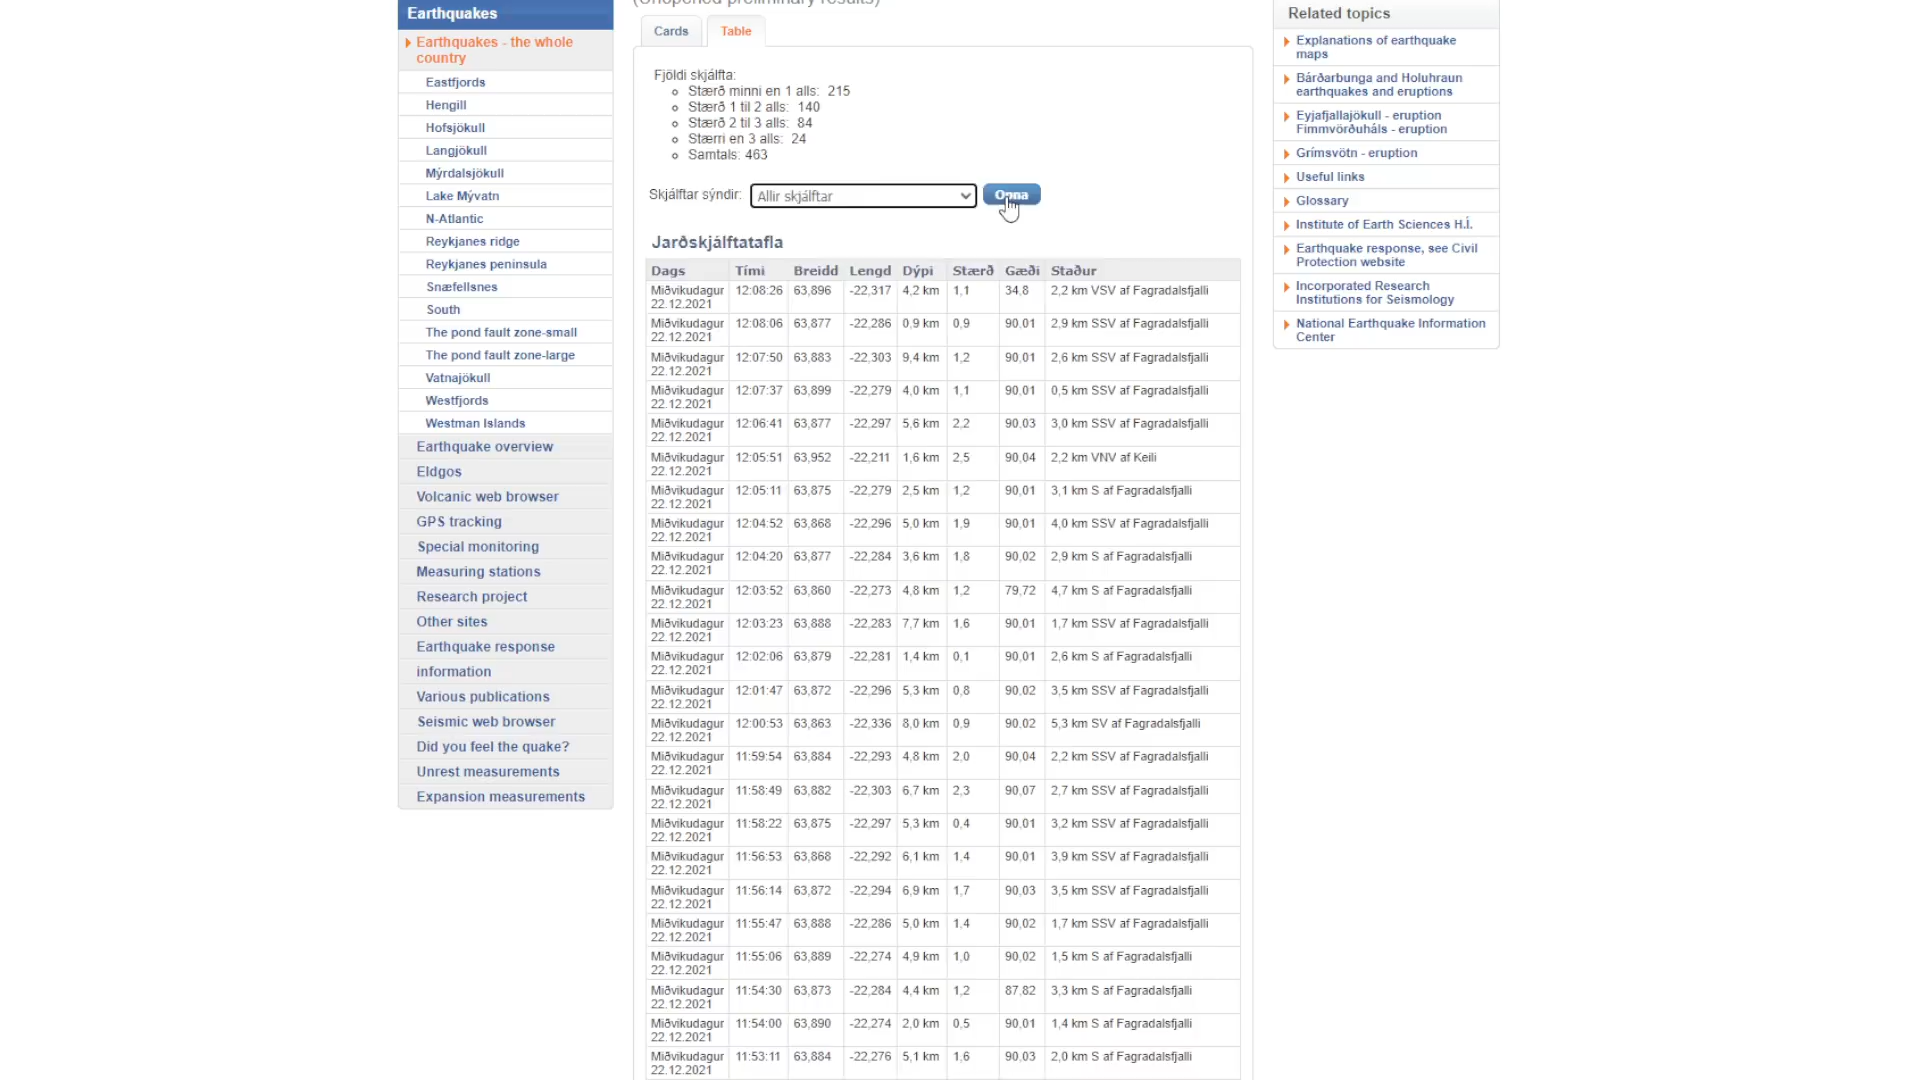 (Unopened preliminary results)
Earthquakes
Earthquakes - the whole
country
Eastfjords
Hengill
Hofsjökull
Langjökull
Mýrdalsjökull
Lake Mývatn
N-Atlantic
Reykjanes ridge
Reykjanes peninsula
Snæfellsnes
South
The pond fault zone-small
The pond fault zone-large
Vatnajökull
Westfjords
Westman Islands
Earthquake overview
Eldgos
Volcanic web browser
GPS tracking
Special monitoring
Measuring stations
Research project
Other sites
Earthquake response
information
Various publications
Seismic web browser
Did you feel the quake?
Unrest measurements
Expansion measurements
Cards Table
Fjöldi skjálfta:
Stærð minni en 1 alls: 215
Stærð 1 til 2 alls: 140
Stærð 2 til 3 alls: 84
Stærri en 3 alls: 24
Samtals: 463
Skjálftar sýndir: Allir skjálftar Opna
Jarðskjálftatafla
Dags Tími Breidd Lengd Dýpi Stærð Gæði Staður
Miðvikudagur 12:08:26 63,896 -22,317 4,2 km 1,1 34,8 2,2 km VSV af Fagradalsfjalli
22.12.2021
Miðvikudagur 12:08:06 63,877 -22,286 0,9 km 0,9 90,01 2,9 km SSV af Fagradalsfjalli
22.12.2021
Miðvikudagur 12:07:50 63,883 -22,303 9,4 km 1,2 90,01 2,6 km SSV af Fagradalsfjalli
22.12.2021
Miðvikudagur 12:07:37 63,899 -22,279 4,0 km 1,1 90,01 0,5 km SSV af Fagradalsfjalli
22.12.2021
Miðvikudagur 12:06:41 63,877 -22,297 5,6 km 2,2 90,03 3,0 km SSV af Fagradalsfjalli
22.12.2021
Miðvikudagur 12:05:51 63,952 -22,211 1,6 km 2,5 90,04 2,2 km VNV af Keili
22.12.2021
Miðvikudagur 12:05:11 63,875 -22,279 2,5 km 1,2 90,01 3,1 km S af Fagradalsfjalli
22.12.2021
Miðvikudagur 12:04:52 63,868 -22,296 5,0 km 1,9 90,01 4,0 km SSV af Fagradalsfjalli
22.12.2021
Miðvikudagur 12:04:20 63,877 -22,284 3,6 km 1,8 90,02 2,9 km S af Fagradalsfjalli
22.12.2021
Miðvikudagur 12:03:52 63,860 -22,273 4,8 km 1,2 79,72 4,7 km S af Fagradalsfjalli
22.12.2021
Miðvikudagur 12:03:23 63,888 -22,283 7,7 km 1,6 90,01 1,7 km SSV af Fagradalsfjalli
22.12.2021
Miðvikudagur 12:02:06 63,879 -22,281 1,4 km 0,1 90,01 2,6 km S af Fagradalsfjalli
22.12.2021
Miðvikudagur 12:01:47 63,872 -22,296 5,3 km 0,8 90,02 3,5 km SSV af Fagradalsfjalli
22.12.2021
Miðvikudagur 12:00:53 63,863 -22,336 8,0 km 0,9 90,02 5,3 km SV af Fagradalsfjalli
22.12.2021
Miðvikudagur 11:59:54 63,884 -22,293 4,8 km 2,0 90,04 2,2 km SSV af Fagradalsfjalli
22.12.2021
Miðvikudagur 11:58:49 63,882 -22,303 6,7 km 2,3 90,07 2,7 km SSV af Fagradalsfjalli
22.12.2021
Miðvikudagur 11:58:22 63,875 -22,297 5,3 km 0,4 90,01 3,2 km SSV af Fagradalsfjalli
22.12.2021
Miðvikudagur 11:56:53 63,868 -22,292 6,1 km 1,4 90,01 3,9 km SSV af Fagradalsfjalli
22.12.2021
Miðvikudagur 11:56:14 63,872 -22,294 6,9 km 1,7 90,03 3,5 km SSV af Fagradalsfjalli
22.12.2021
Miðvikudagur 11:55:47 63,888 -22,286 5,0 km 1,4 90,02 1,7 km SSV af Fagradalsfjalli
22.12.2021
Miðvikudagur 11:55:06 63,889 -22,274 4,9 km 1,0 90,02 1,5 km S af Fagradalsfjalli
22.12.2021
Miðvikudagur 11:54:30 63,873 -22,284 4,4 km 1,2 87,82 3,3 km S af Fagradalsfjalli
22.12.2021
Miðvikudagur 11:54:00 63,890 -22,274 2,0 km 0,5 90,01 1,4 km S af Fagradalsfjalli
22.12.2021
Miðvikudagur 11:53:11 63,884 -22,276 5,1 km 1,6 90,03 2,0 km S af Fagradalsfjalli
22.12.2021
Related topics
Explanations of earthquake
maps
Bárðarbunga and Holuhraun
earthquakes and eruptions
Eyjafjallajökull - eruption
Fimmvörðuháls - eruption
Grímsvötn - eruption
Useful links
Glossary
Institute of Earth Sciences H.Í.
Earthquake response, see Civil
Protection website
Incorporated Research
Institutions for Seismology
National Earthquake Information
Center